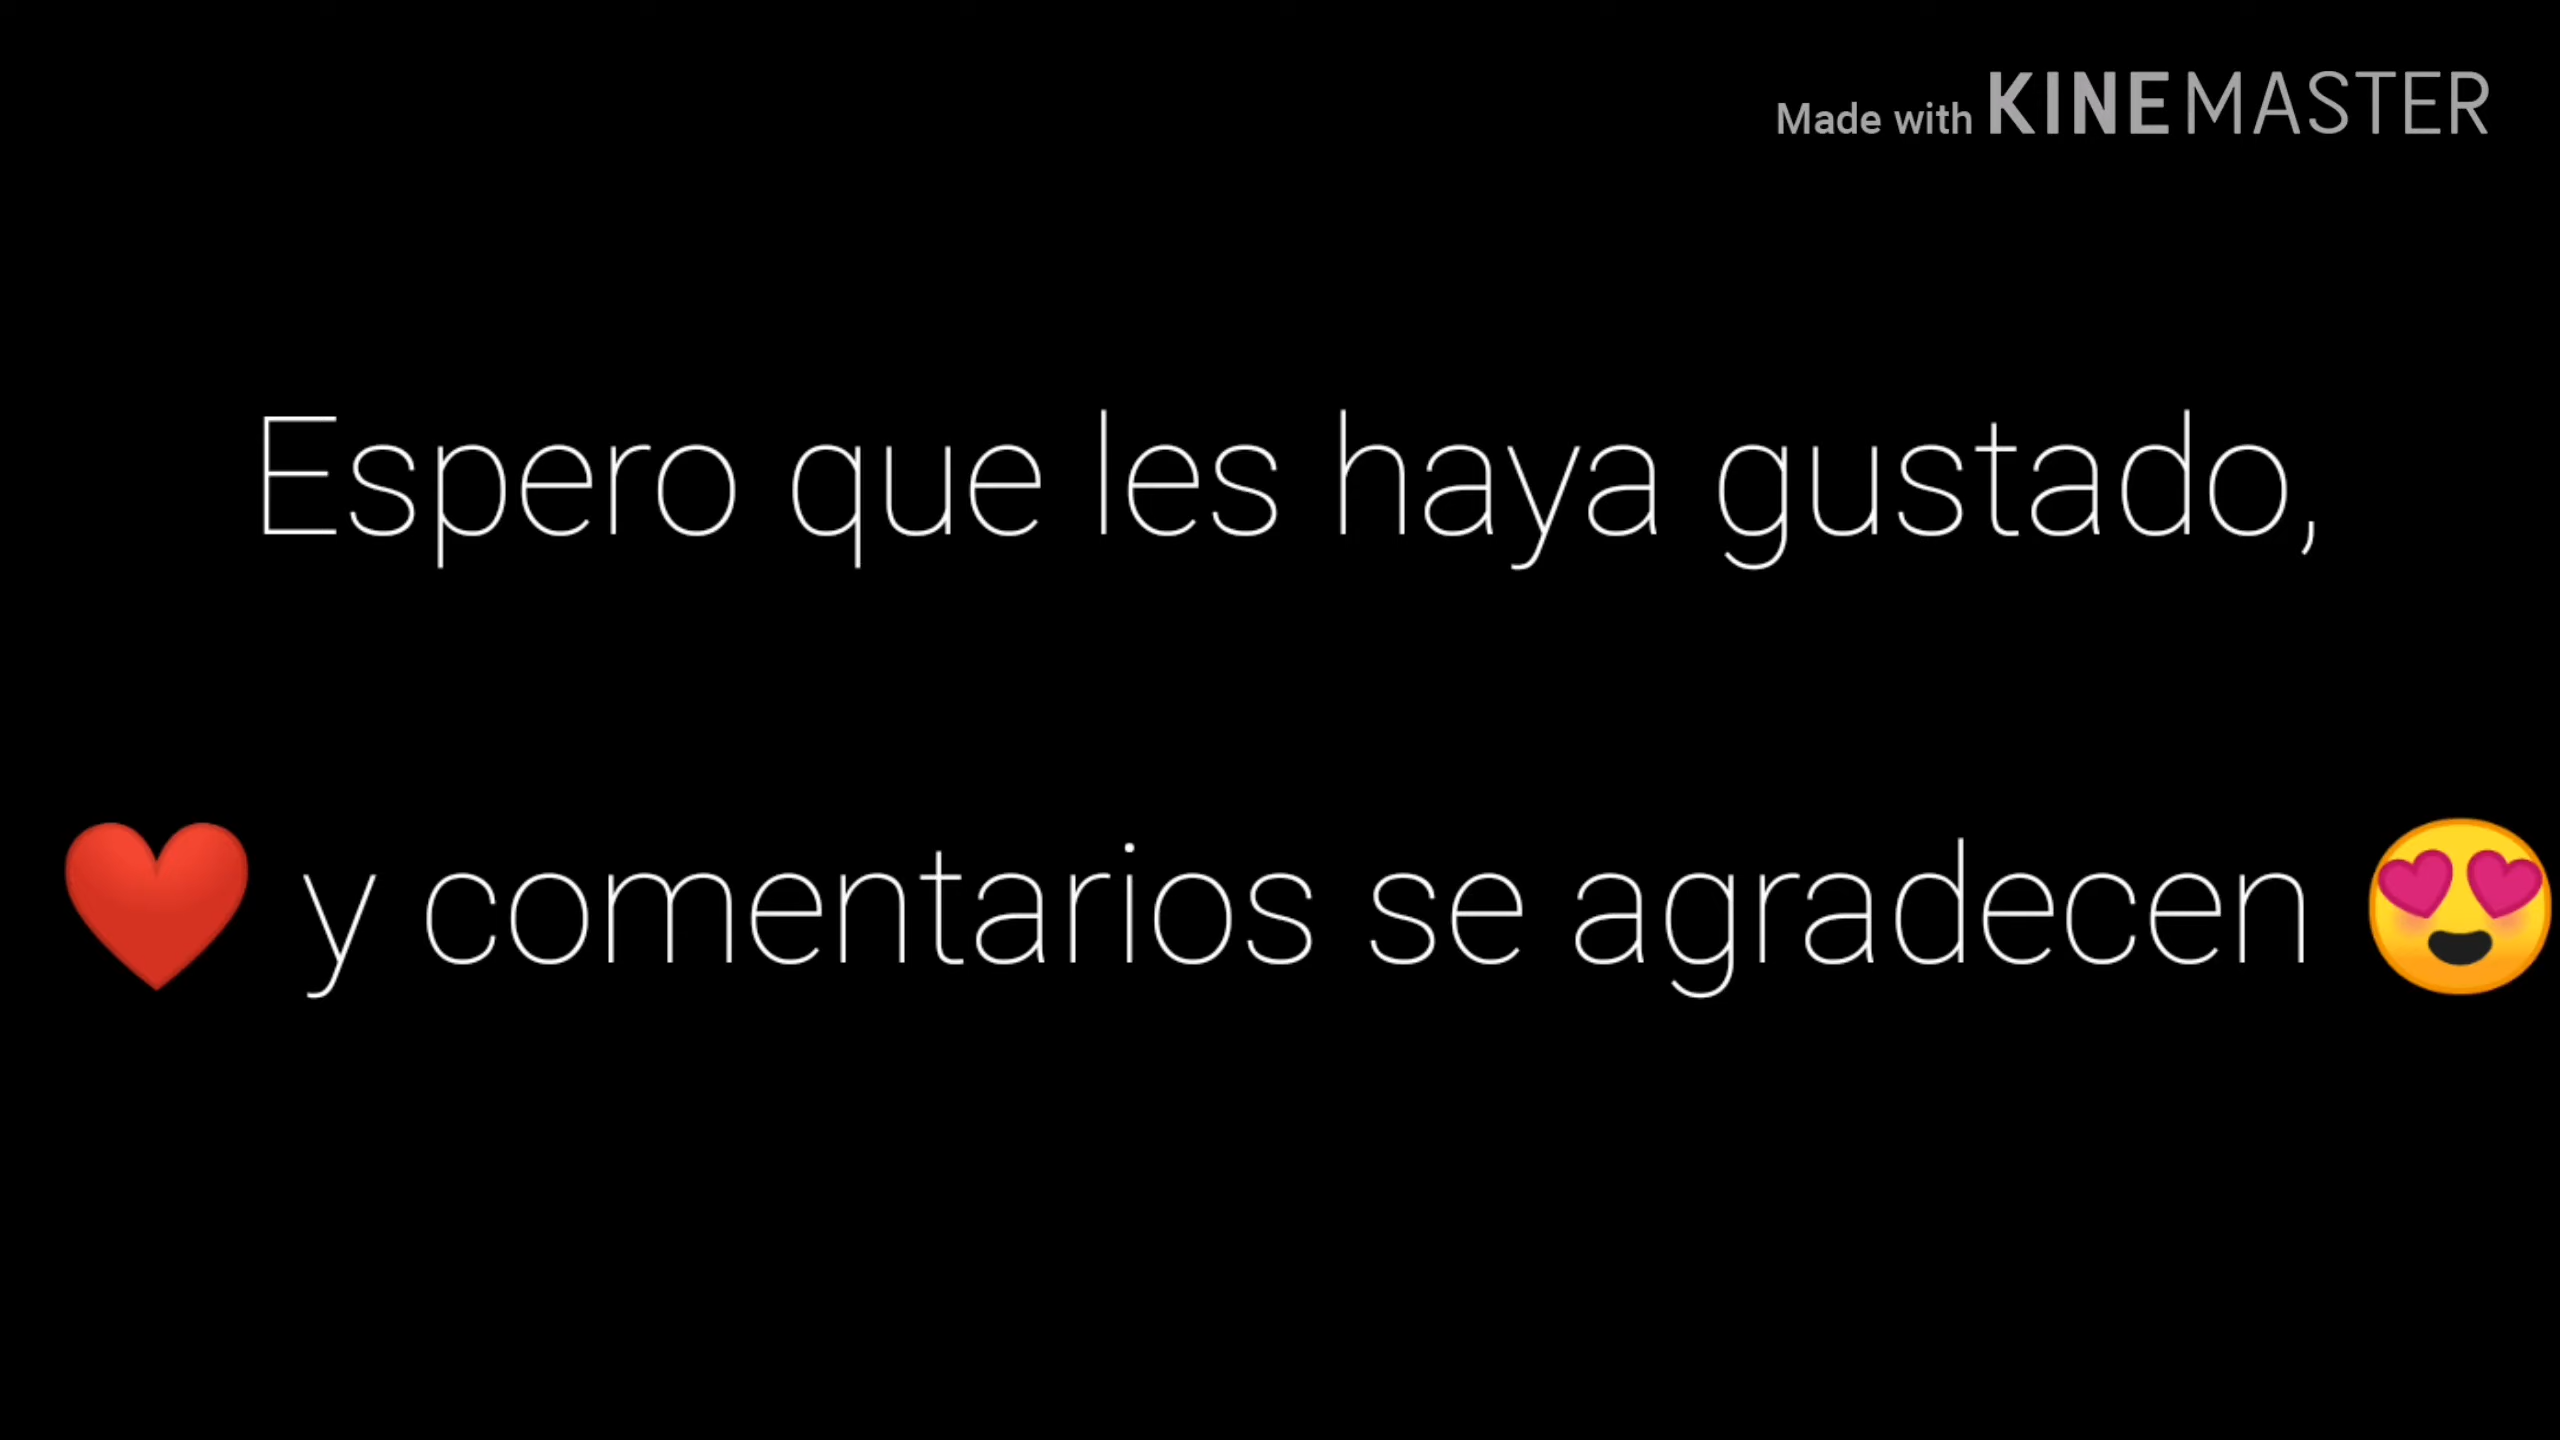 Made with KINEMASTER
Espero que les haya gustado,
❤️ y comentarios se agradecen 😍